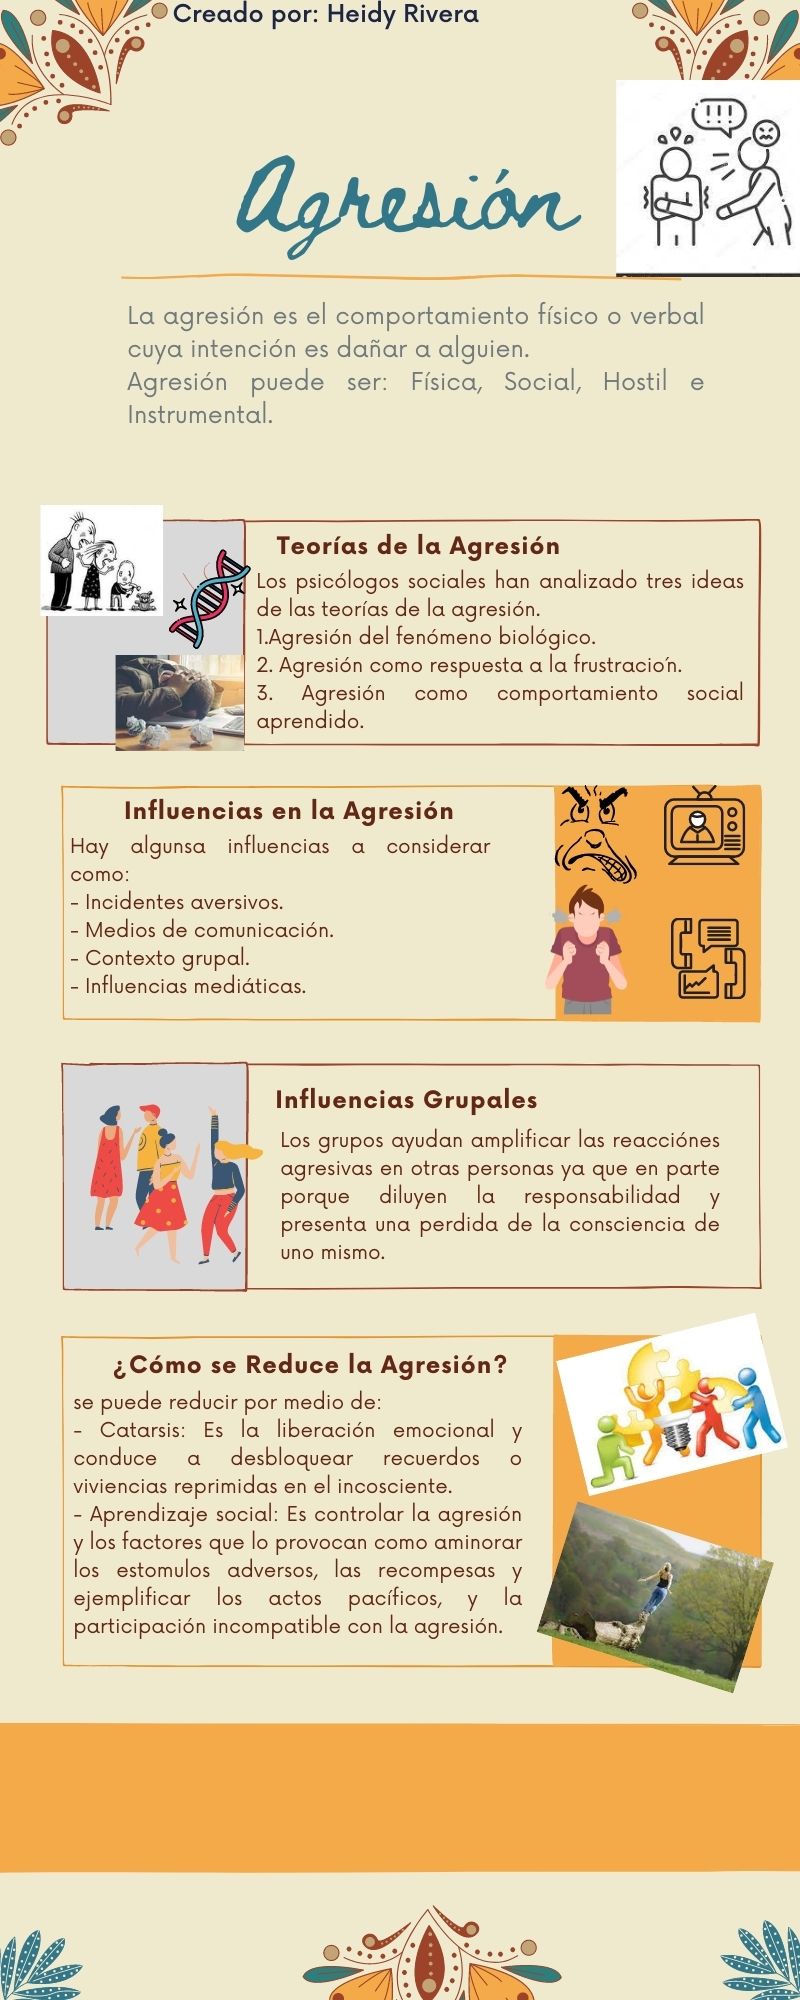 Creado por: Heidy Rivera
Agresión
La agresión es el comportamiento físico o verbal
cuya intención es dañar a alguien.
Agresión puede ser: Física, Social, Hostil e
Instrumental.
Teorías de la Agresión
Los psicólogos sociales han analizado tres ideas
de las teorías de la agresión.
1.Agresión del fenómeno biológico.
2. Agresión como respuesta a la frustración.
3. Agresión como comportamiento social
aprendido.
Influencias en la Agresión
Hay algunsa influencias a considerar
como:
- Incidentes aversivos.
- Medios de comunicación.
- Contexto grupal.
- Influencias mediáticas.
Influencias Grupales
Los grupos ayudan amplificar las reacciónes
agresivas en otras personas ya que en parte
porque diluyen la responsabilidad y
presenta una perdida de la consciencia de
uno mismo.
¿Cómo se Reduce la Agresión?
se puede reducir por medio de:
- Catarsis: Es la liberación emocional y
conduce a desbloquear recuerdos o
viviencias reprimidas en el incosciente.
- Aprendizaje social: Es controlar la agresión
y los factores que lo provocan como aminorar
los estomulos adversos, las recompesas y
ejemplificar los actos pacíficos, y la
participación incompatible con la agresión.